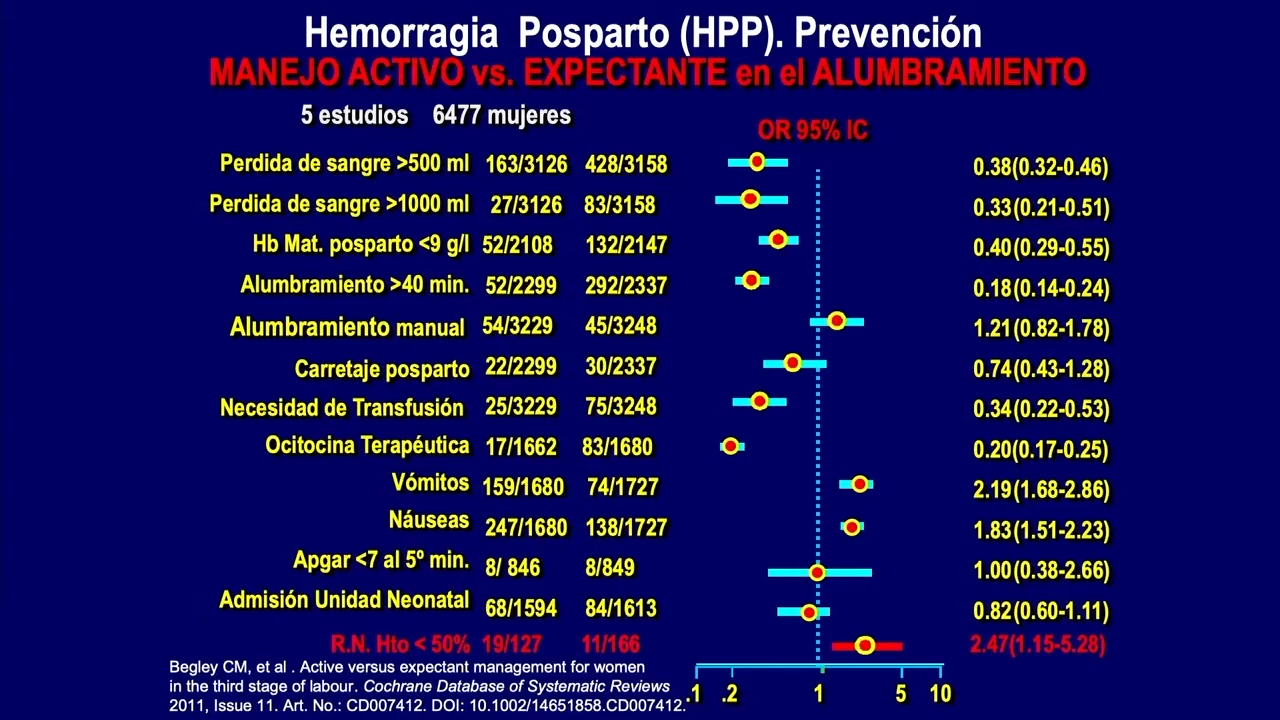 Hemorragia Posparto (HPP). Prevención
MANEJO ACTIVO vs. EXPECTANTE en el ALUMBRAMIENTO
5 estudios 6477 mujeres
OR 95% IC
Perdida de sangre >500 ml 163/3126 428/3158 0.38(0.32-0.46)
Perdida de sangre >1000 ml 27/3126 83/3158 0.33(0.21-0.51)
Hb Mat. posparto <9 g/l 52/2108 132/2147 0.40(0.29-0.55)
Alumbramiento >40 min. 52/2299 292/2337 0.18(0.14-0.24)
Alumbramiento manual 54/3229 45/3248 1.21(0.82-1.78)
Carretaje posparto 22/2299 30/2337 0.74(0.43-1.28)
Necesidad de Transfusión 25/3229 75/3248 0.34(0.22-0.53)
Ocitocina Terapéutica 17/1662 83/1680 0.20(0.17-0.25)
Vómitos 159/1680 74/1727 2.19(1.68-2.86)
Náuseas 247/1680 138/1727 1.83(1.51-2.23)
Apgar <7 al 5º min. 8/ 846 8/849 1.00(0.38-2.66)
Admisión Unidad Neonatal 68/1594 84/1613 0.82(0.60-1.11)
R.N. Hto < 50% 19/127 11/166 2.47(1.15-5.28)
Begley CM, et al . Active versus expectant management for women
in the third stage of labour. Cochrane Database of Systematic Reviews
2011, Issue 11. Art. No.: CD007412. DOI: 10.1002/14651858.CD007412.
.1 .2 1 5 10